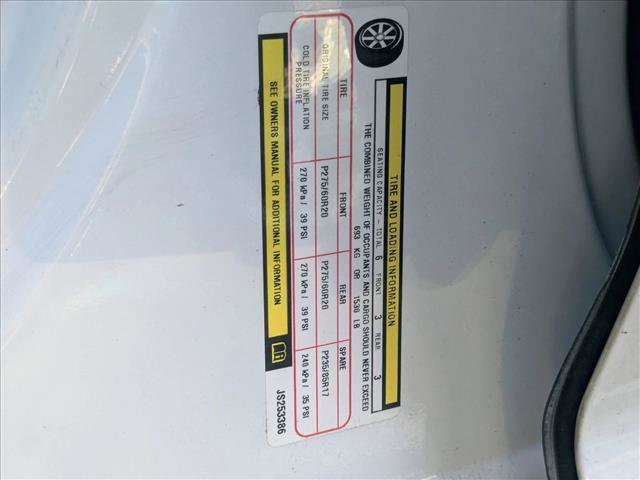 TIRE AND LOADING INFORMATION
SEATING CAPACITY - TOTAL 6 FRONT 3 REAR 3
THE COMBINED WEIGHT OF OCCUPANTS AND CARGO SHOULD NEVER EXCEED
693 KG OR 1530 LB
TIRE FRONT REAR SPARE
ORIGINAL TIRE SIZE P275/60R20 P275/60R20 P235/85R17
COLD TIRE INFLATION PRESSURE 270 kPa / 39 PSI 270 kPa / 39 PSI 240 kPa / 35 PSI
SEE OWNERS MANUAL FOR ADDITIONAL INFORMATION
JS253386